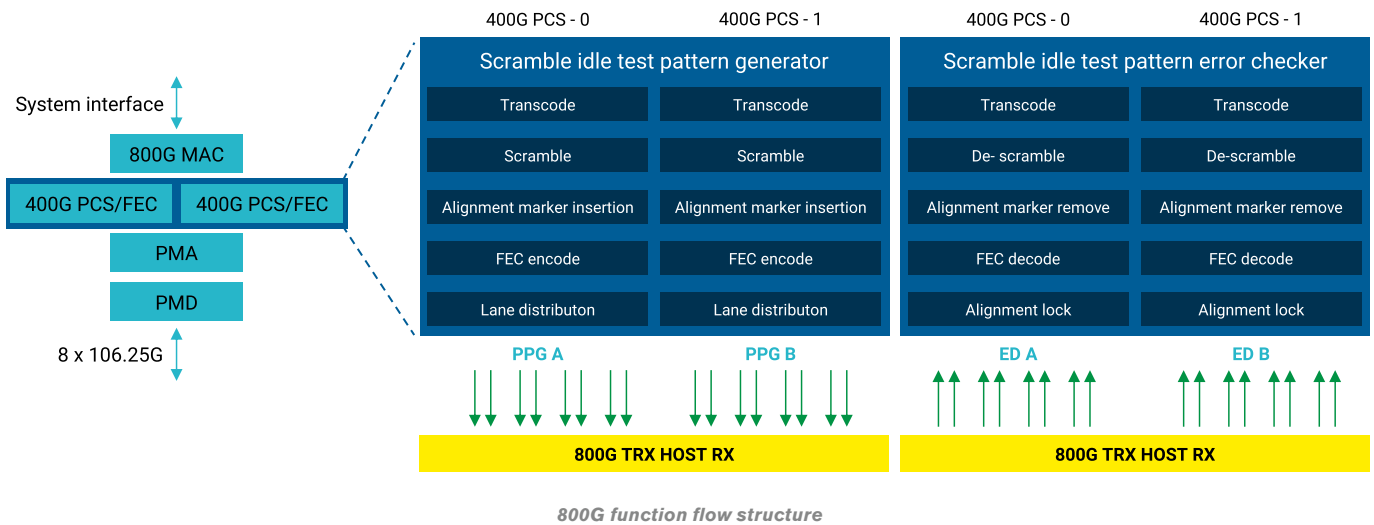 400G PCS - 0
400G PCS - 1
400G PCS - 0
400G PCS - 1
System interface
800G MAC
400G PCS/FEC
400G PCS/FEC
PMA
PMD
8 x 106.25G
Scramble idle test pattern generator
Transcode
Transcode
Scramble
Scramble
Alignment marker insertion
Alignment marker insertion
FEC encode
FEC encode
Lane distributon
Lane distributon
PPG A
PPG B
800G TRX HOST RX
Scramble idle test pattern error checker
Transcode
Transcode
De- scramble
De-scramble
Alignment marker remove
Alignment marker remove
FEC decode
FEC decode
Alignment lock
Alignment lock
ED A
ED B
800G TRX HOST RX
800G function flow structure